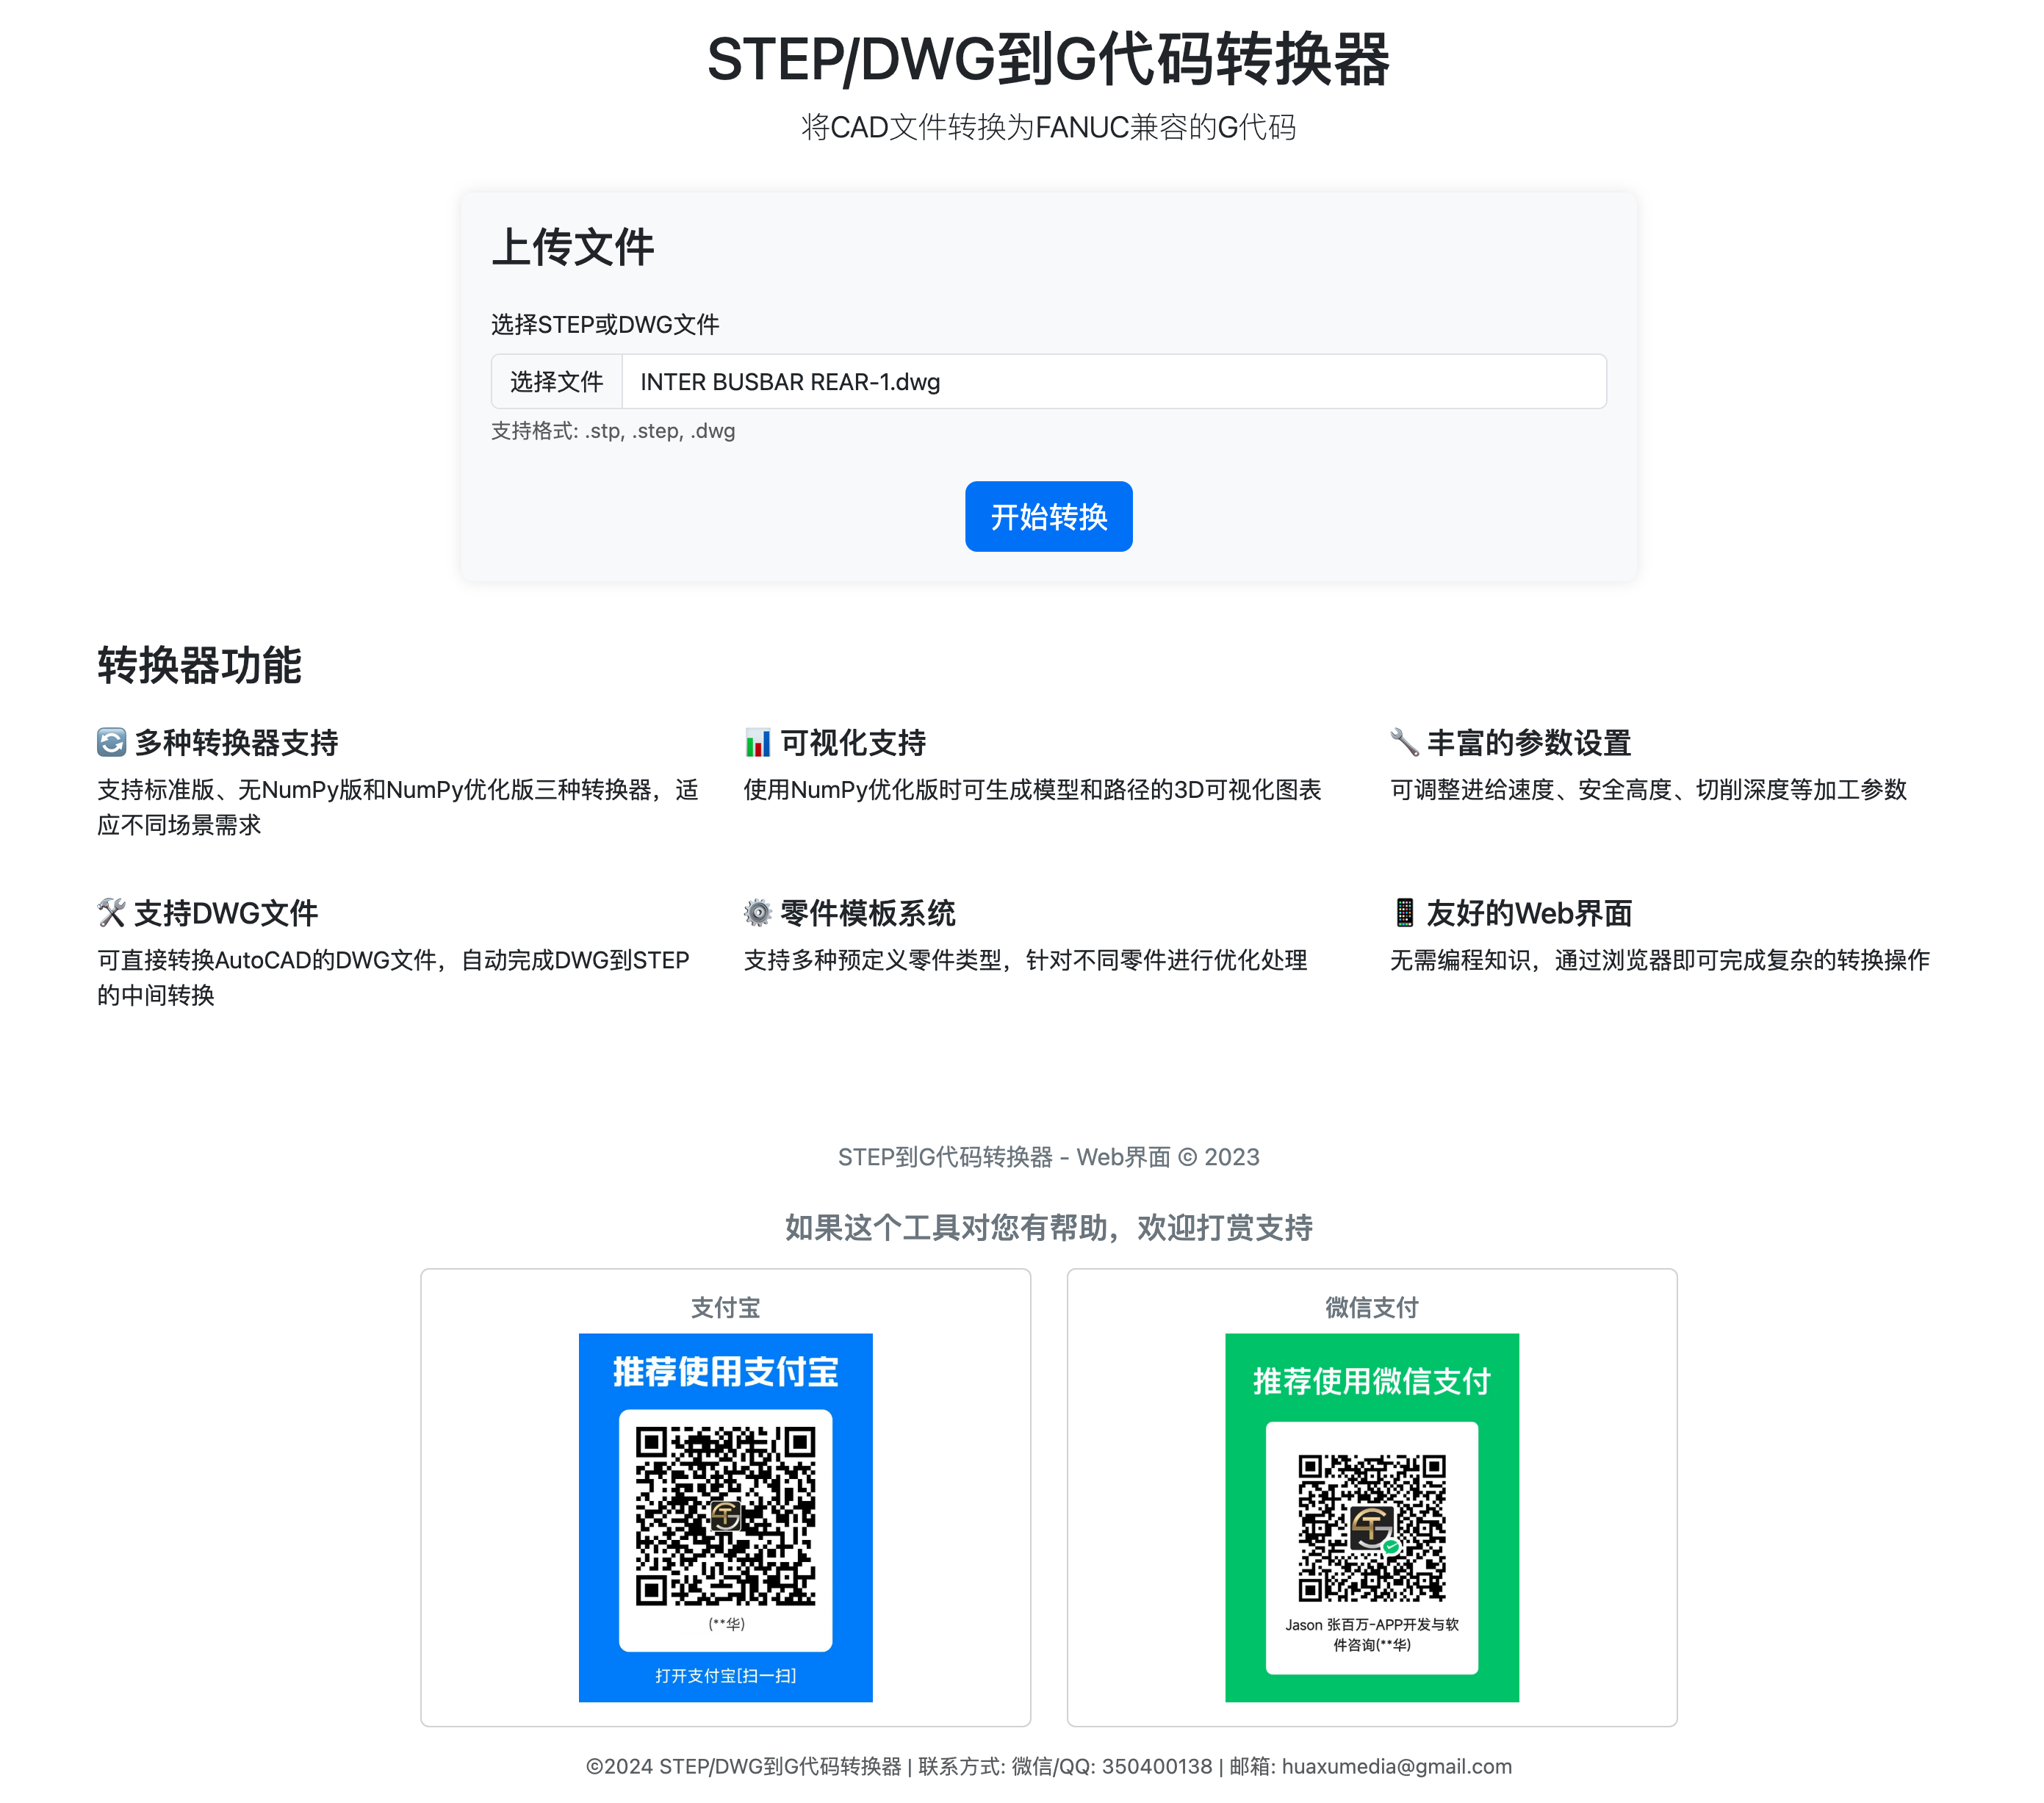 STEP/DWG到G代码转换器
将CAD文件转换为FANUC兼容的G代码
上传文件
选择STEP或DWG文件
选择文件 INTER BUSBAR REAR-1.dwg
支持格式: .stp, .step, .dwg
开始转换
转换器功能
🔄 多种转换器支持
支持标准版、无NumPy版和NumPy优化版三种转换器，适
应不同场景需求
📊 可视化支持
使用NumPy优化版时可生成模型和路径的3D可视化图表
🔧 丰富的参数设置
可调整进给速度、安全高度、切削深度等加工参数
🛠 支持DWG文件
可直接转换AutoCAD的DWG文件，自动完成DWG到STEP
的中间转换
⚙️ 零件模板系统
支持多种预定义零件类型，针对不同零件进行优化处理
📱 友好的Web界面
无需编程知识，通过浏览器即可完成复杂的转换操作
STEP到G代码转换器 - Web界面 © 2023
如果这个工具对您有帮助，欢迎打赏支持
支付宝
推荐使用支付宝
(**华)
打开支付宝[扫一扫]
微信支付
推荐使用微信支付
Jason 张百万-APP开发与软
件咨询(**华)
©2024 STEP/DWG到G代码转换器 | 联系方式: 微信/QQ: 350400138 | 邮箱: huaxumedia@gmail.com